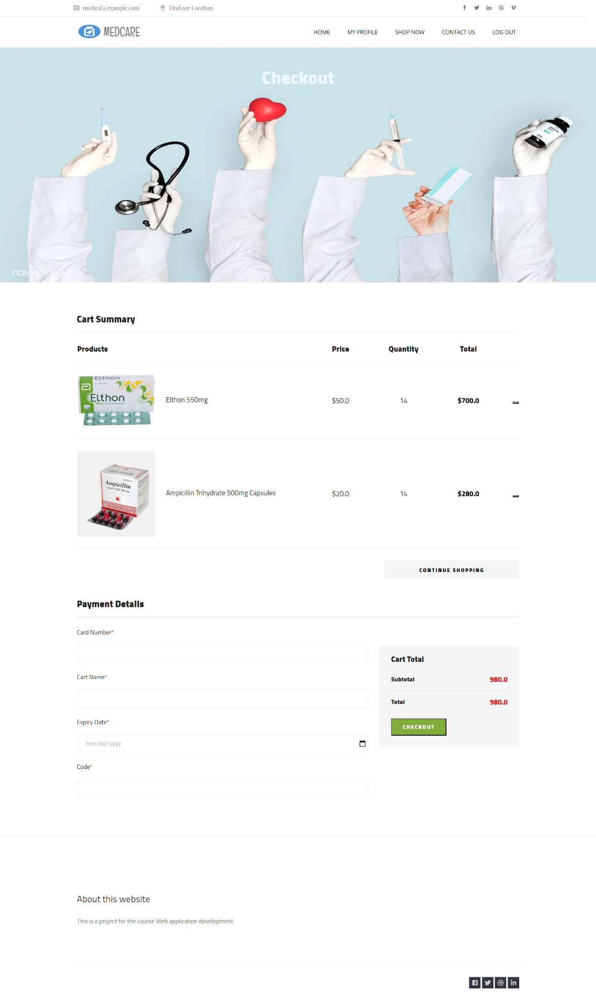 medical@example.com
Find our Location
MEDCARE
HOME
MY PROFILE
SHOP NOW
CONTACT US
LOG OUT
Checkout
rawpixel
Cart Summary
Products
Price
Quantity
Total
Elthon
Elthon
Elthon 550mg
$50.0
14
$700.0
Ampicillin
Ampicillin Trihydrate 500mg Capsules
$20.0
14
$280.0
CONTINUE SHOPPING
Payment Details
Card Number*
Cart Name*
Expiry Date*
mm/dd/yyyy
Code*
Cart Total
Subtotal
980.0
Total
980.0
CHECKOUT
About this website
This is a project for the course Web application development